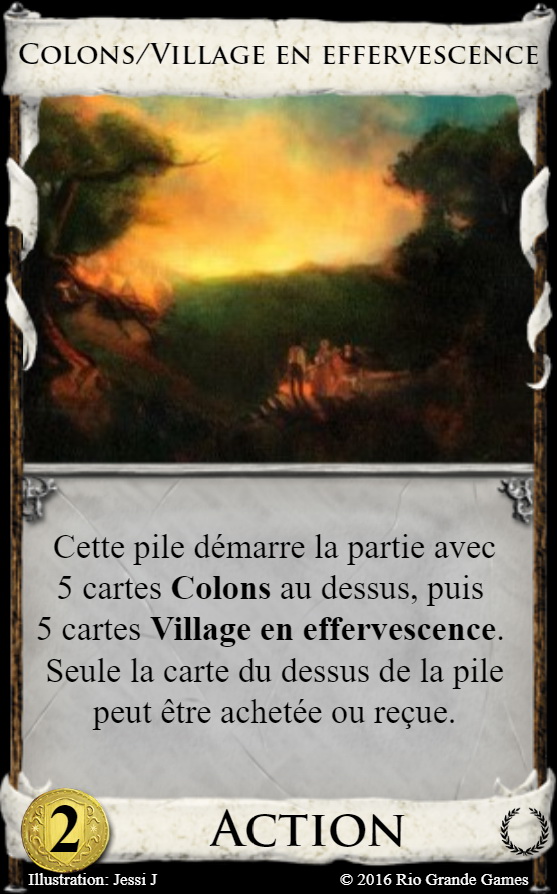 Colons/Village en effervescence
Cette pile démarre la partie avec
5 cartes Colons au dessus, puis
5 cartes Village en effervescence.
Seule la carte du dessus de la pile
peut être achetée ou reçue.
2
Action
Illustration: Jessi J
© 2016 Rio Grande Games